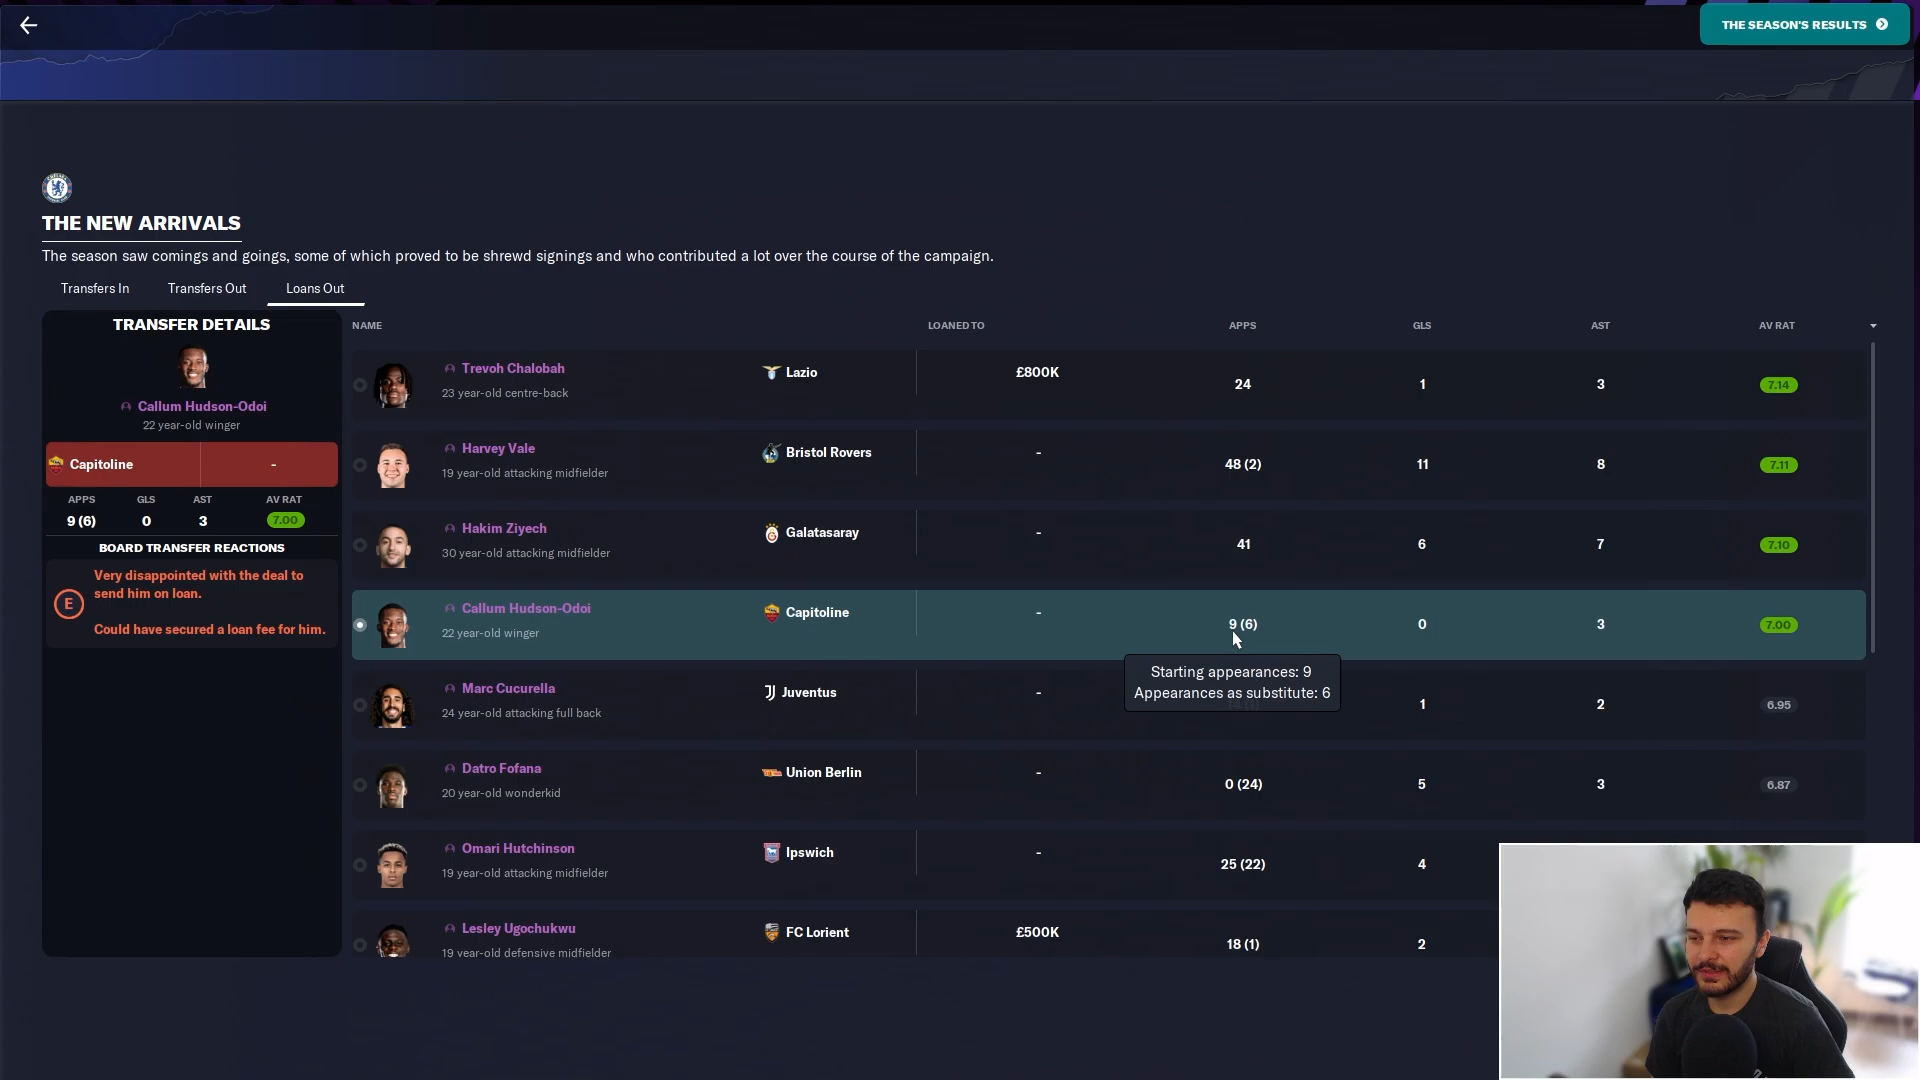 THE SEASON'S RESULTS
THE NEW ARRIVALS
The season saw comings and goings, some of which proved to be shrewd signings and who contributed a lot over the course of the campaign.
Transfers In Transfers Out Loans Out
TRANSFER DETAILS
Callum Hudson-Odoi
22 year-old winger
Capitoline -
APPS GLS AST AV RAT
9 (6) 0 3 7.00
BOARD TRANSFER REACTIONS
E
Very disappointed with the deal to
send him on loan.
Could have secured a loan fee for him.
NAME LOANED TO APPS GLS AST AV RAT
Trevoh Chalobah Lazio £800K 24 1 3 7.14
23 year-old centre-back
Harvey Vale Bristol Rovers - 48 (2) 11 8 7.11
19 year-old attacking midfielder
Hakim Ziyech Galatasaray - 41 6 7 7.10
30 year-old attacking midfielder
Callum Hudson-Odoi Capitoline - 9 (6) 0 3 7.00
22 year-old winger
Starting appearances: 9
Appearances as substitute: 6
Marc Cucurella Juventus - 1 2 6.95
24 year-old attacking full back
Datro Fofana Union Berlin - 0 (24) 5 3 6.87
20 year-old wonderkid
Omari Hutchinson Ipswich - 25 (22) 4
19 year-old attacking midfielder
Lesley Ugochukwu FC Lorient £500K 18 (1) 2
19 year-old defensive midfielder